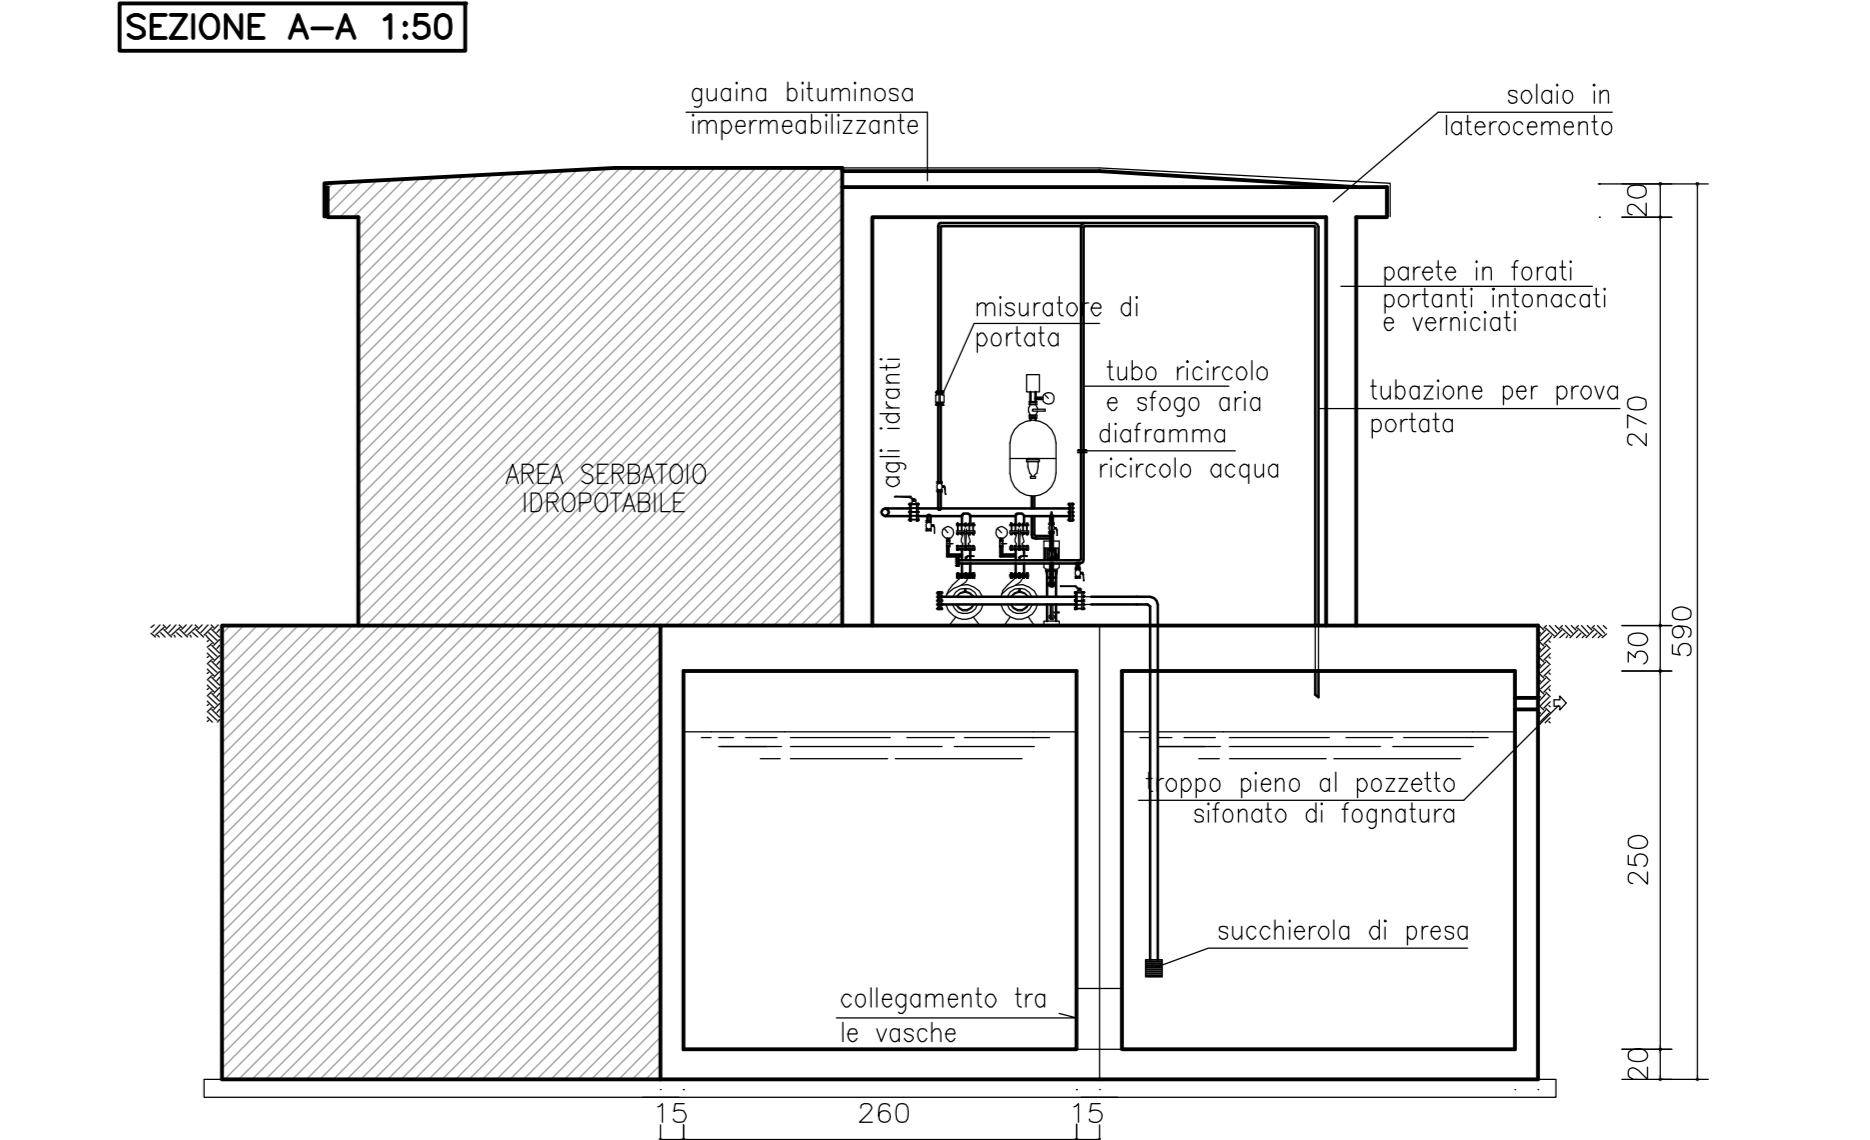 SEZIONE A–A 1:50
guaina bituminosa
impermeabilizzante
solaio in
laterocemento
20
parete in forati
portanti intonacati
e verniciati
misuratore di
portata
agli idranti
tubo ricircolo
e sfogo aria
diaframma
ricircolo acqua
tubazione per prova
portata
270
AREA SERBATOIO
IDROPOTABILE
30
590
troppo pieno al pozzetto
sifonato di fognatura
250
succhierola di presa
collegamento tra
le vasche
20
15
260
15